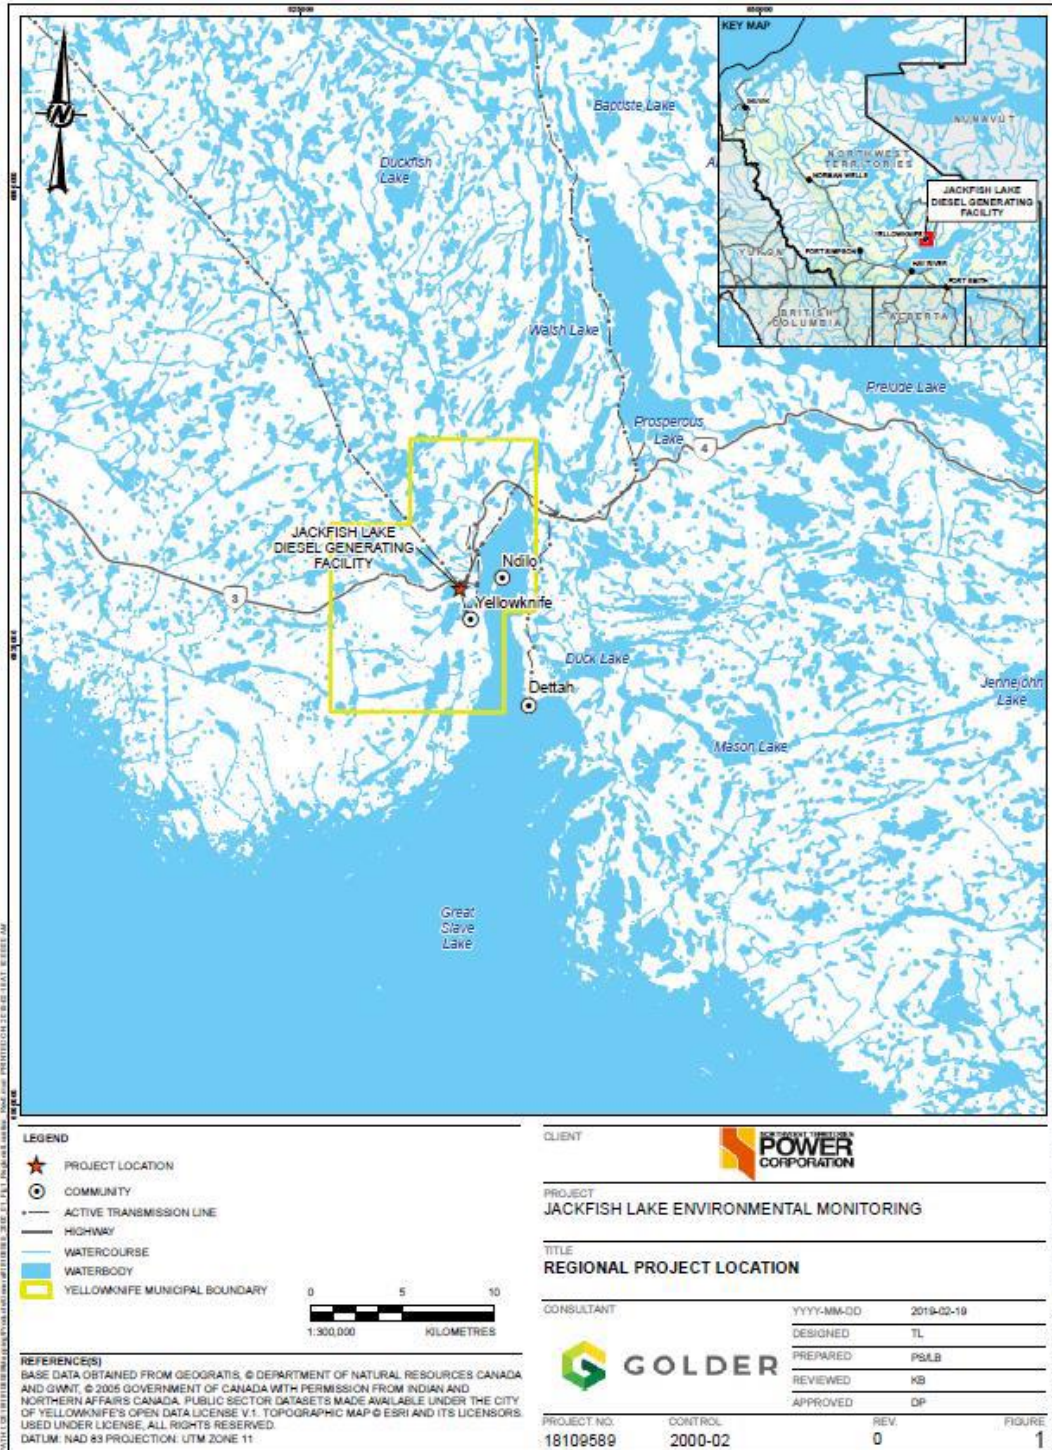 KEY MAP
INUVIK
NUNAVUT
NORTHWEST
TERRITORIES
NORMAN WELLS
JACKFISH LAKE
DIESEL GENERATING
FACILITY
YELLOWKNIFE
YUKON
FORT SIMPSON
HAY RIVER
FORT SMITH
BRITISH
COLUMBIA
ALBERTA
N
Baptiste Lake
Duckfish
Lake
Walsh Lake
Prelude Lake
Prosperous
Lake
4
JACKFISH LAKE
DIESEL GENERATING
FACILITY
Ndilo
3
Yellowknife
Duck Lake
Dettah
Jennejohn
Lake
Mason Lake
Great
Slave
Lake
LEGEND
PROJECT LOCATION
COMMUNITY
ACTIVE TRANSMISSION LINE
HIGHWAY
WATERCOURSE
WATERBODY
YELLOWKNIFE MUNICIPAL BOUNDARY
0 5 10
1:300,000 KILOMETRES
REFERENCE(S)
BASE DATA OBTAINED FROM GEOGRATIS, © DEPARTMENT OF NATURAL RESOURCES CANADA
AND GWNT, © 2005 GOVERNMENT OF CANADA WITH PERMISSION FROM INDIAN AND
NORTHERN AFFAIRS CANADA. PUBLIC SECTOR DATASETS MADE AVAILABLE UNDER THE CITY
OF YELLOWKNIFE'S OPEN DATA LICENSE V.1. TOPOGRAPHIC MAP © ESRI AND ITS LICENSORS.
USED UNDER LICENSE, ALL RIGHTS RESERVED.
DATUM: NAD 83 PROJECTION: UTM ZONE 11
CLIENT
NORTHWEST TERRITORIES
POWER
CORPORATION
PROJECT
JACKFISH LAKE ENVIRONMENTAL MONITORING
TITLE
REGIONAL PROJECT LOCATION
CONSULTANT
GOLDER
YYYY-MM-DD 2019-02-19
DESIGNED TL
PREPARED PS/LB
REVIEWED KB
APPROVED DP
PROJECT NO. CONTROL REV. FIGURE
18109589 2000-02 0 1